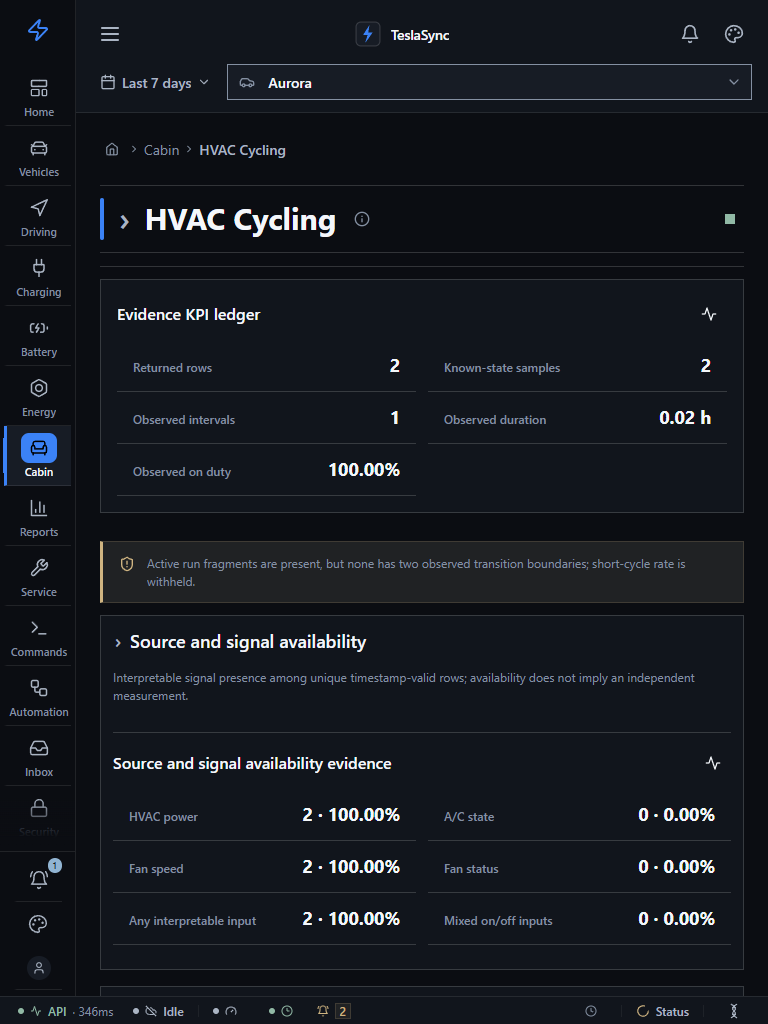 TeslaSync
Last 7 days
Aurora
Home
Vehicles
Driving
Charging
Battery
Energy
Cabin
Reports
Service
Commands
Automation
Inbox
Security
1
Cabin
HVAC Cycling
HVAC Cycling
Evidence KPI ledger
Returned rows 2
Known-state samples 2
Observed intervals 1
Observed duration 0.02 h
Observed on duty 100.00%
Active run fragments are present, but none has two observed transition boundaries; short-cycle rate is
withheld.
Source and signal availability
Interpretable signal presence among unique timestamp-valid rows; availability does not imply an independent
measurement.
Source and signal availability evidence
HVAC power 2 · 100.00%
A/C state 0 · 0.00%
Fan speed 2 · 100.00%
Fan status 0 · 0.00%
Any interpretable input 2 · 100.00%
Mixed on/off inputs 0 · 0.00%
API · 346ms
Idle
2
Status